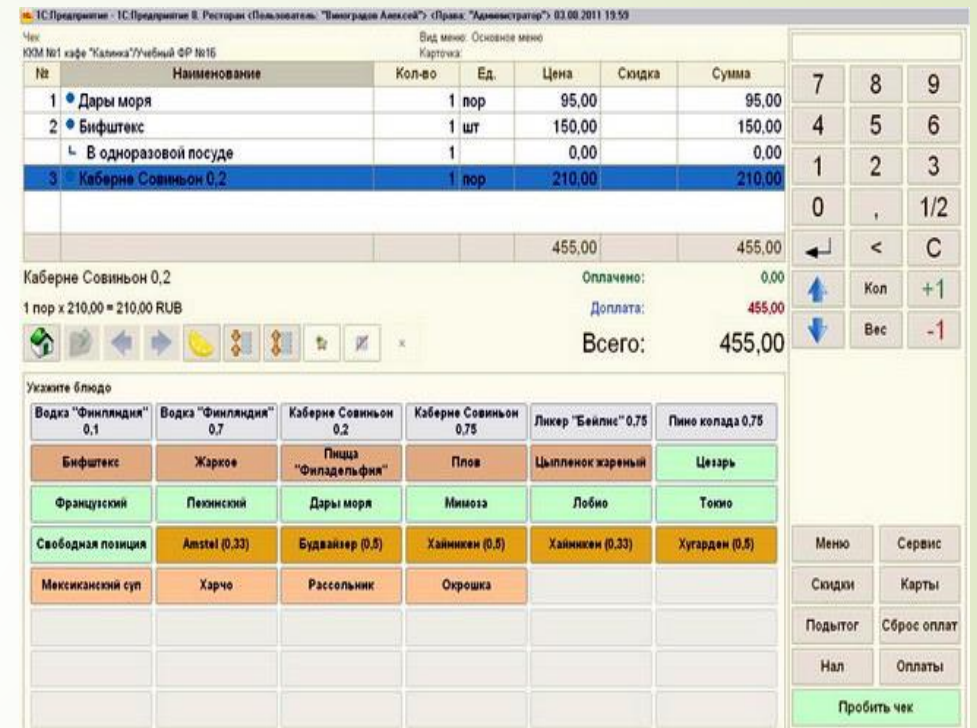 1С:Предприятие - 1С:Предприятие 8. Ресторан <Пользователь: "Виноградов Алексей"> <Права: "Администратор"> 03.08.2011 19:59
Чек Вид меню: Основное меню
ККМ №1 кафе "Калинка"/Учебный ФР №16 Карточка:
№ Наименование Кол-во Ед. Цена Скидка Сумма
1 Дары моря 1 пор 95,00 95,00
2 Бифштекс 1 шт 150,00 150,00
В одноразовой посуде 1 0,00 0,00
3 Каберне Совиньон 0,2 1 пор 210,00 210,00
455,00 455,00
Каберне Совиньон 0,2 Оплачено: 0,00
1 пор x 210,00 = 210,00 RUB Доплата: 455,00
Всего: 455,00
7 8 9
4 5 6
1 2 3
0 , 1/2
< C
Кол +1
Вес -1
Укажите блюдо
Водка "Финляндия" 0,1 Водка "Финляндия" 0,7 Каберне Совиньон 0,2 Каберне Совиньон 0,75 Ликер "Бейлис" 0,75 Пино колада 0,75
Бифштекс Жаркое Пицца "Филадельфия" Плов Цыпленок жареный Цезарь
Французский Пекинский Дары моря Мимоза Лобио Токио
Свободная позиция Amstel (0,33) Будвайзер (0,5) Хайникен (0,5) Хайникен (0,33) Хугарден (0,5)
Мексиканский суп Харчо Рассольник Окрошка
Меню Сервис
Скидки Карты
Подытог Сброс оплат
Нал Оплаты
Пробить чек